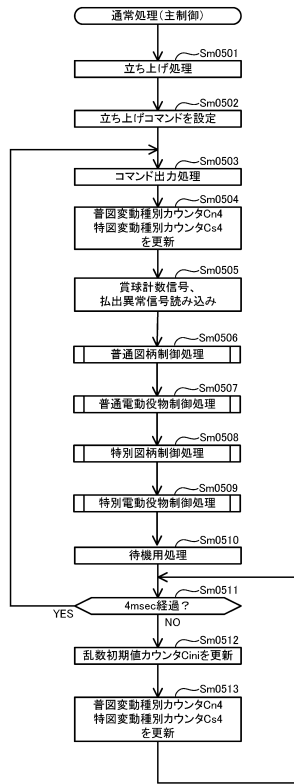 通常処理(主制御)
Sm0501
立ち上げ処理
Sm0502
立ち上げコマンドを設定
Sm0503
コマンド出力処理
Sm0504
普図変動種別カウンタCn4
特図変動種別カウンタCs4
を更新
Sm0505
賞球計数信号、
払出異常信号読み込み
Sm0506
普通図柄制御処理
Sm0507
普通電動役物制御処理
Sm0508
特別図柄制御処理
Sm0509
特別電動役物制御処理
Sm0510
待機用処理
Sm0511
4msec経過？
YES
NO
Sm0512
乱数初期値カウンタCiniを更新
Sm0513
普図変動種別カウンタCn4
特図変動種別カウンタCs4
を更新